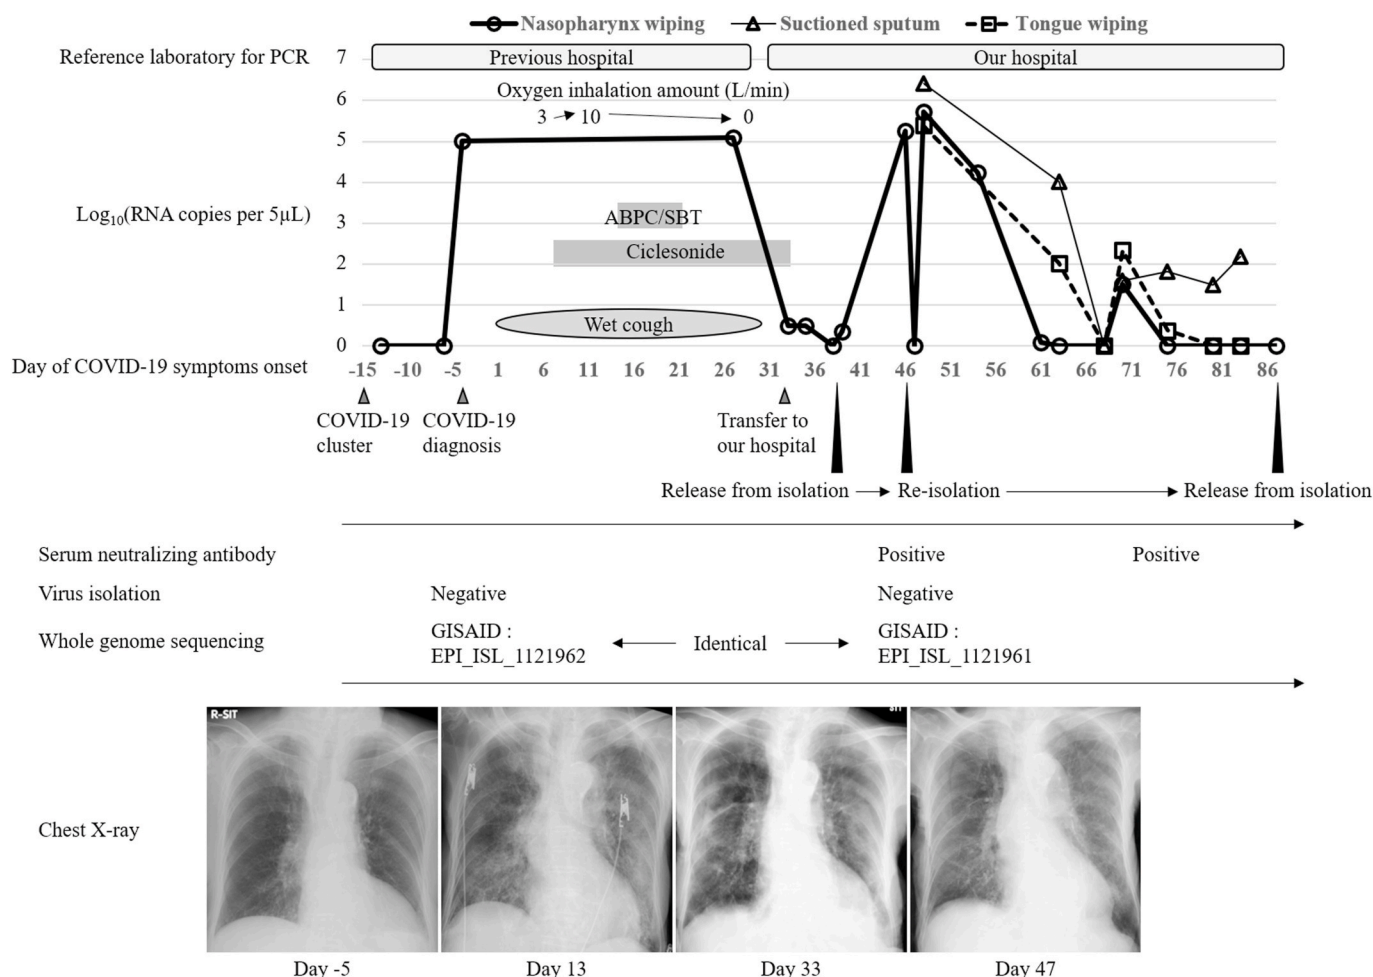 Nasopharynx wiping Suctioned sputum Tongue wiping
Reference laboratory for PCR 7 Previous hospital Our hospital
Oxygen inhalation amount (L/min)
6
3 10 0
5
4
Log₁₀(RNA copies per 5µL) 3 ABPC/SBT
Ciclesonide
2
1
Wet cough
0
Day of COVID-19 symptoms onset -15 -10 -5 1 6 11 16 21 26 31 36 41 46 51 56 61 66 71 76 81 86
COVID-19 cluster
COVID-19 diagnosis
Transfer to our hospital
Release from isolation Re-isolation Release from isolation
Serum neutralizing antibody Positive Positive
Virus isolation Negative Negative
Whole genome sequencing GISAID : EPI_ISL_1121962 Identical GISAID : EPI_ISL_1121961
R-SIT
Chest X-ray
Day -5 Day 13 Day 33 Day 47